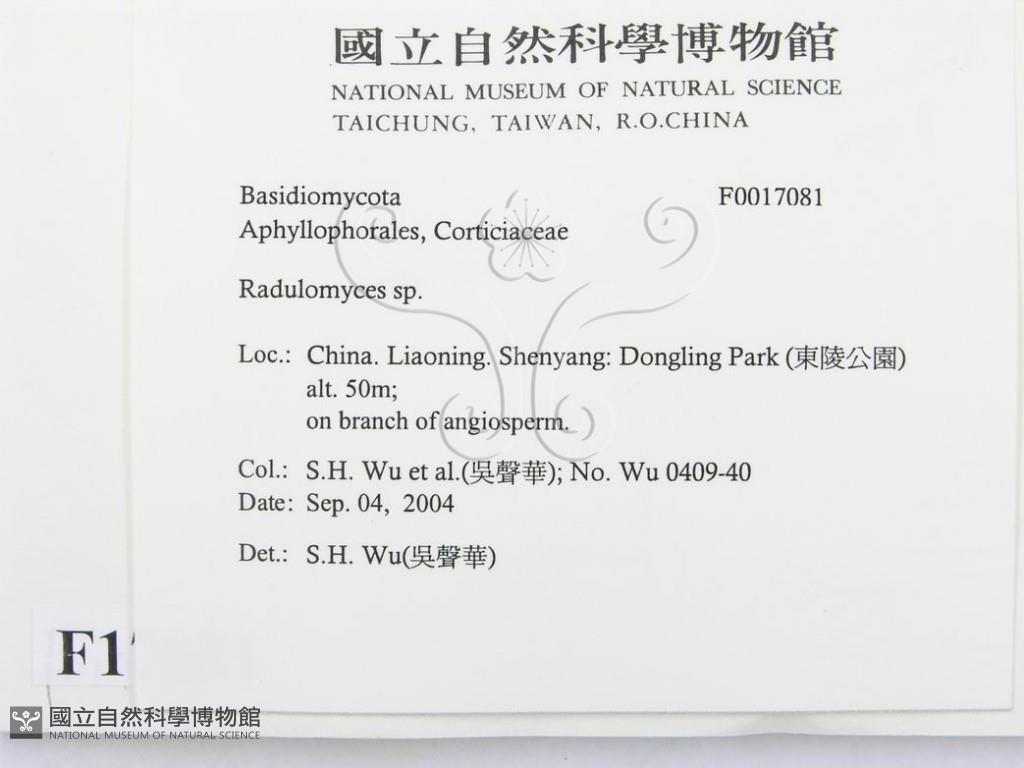 國立自然科學博物館
NATIONAL MUSEUM OF NATURAL SCIENCE
TAICHUNG, TAIWAN, R.O.CHINA
Basidiomycota F0017081
Aphyllophorales, Corticiaceae
Radulomyces sp.
Loc.: China. Liaoning. Shenyang: Dongling Park (東陵公園)
alt. 50m;
on branch of angiosperm.
Col.: S.H. Wu et al.(吳聲華); No. Wu 0409-40
Date: Sep. 04, 2004
Det.: S.H. Wu(吳聲華)
F1
國立自然科學博物館
NATIONAL MUSEUM OF NATURAL SCIENCE